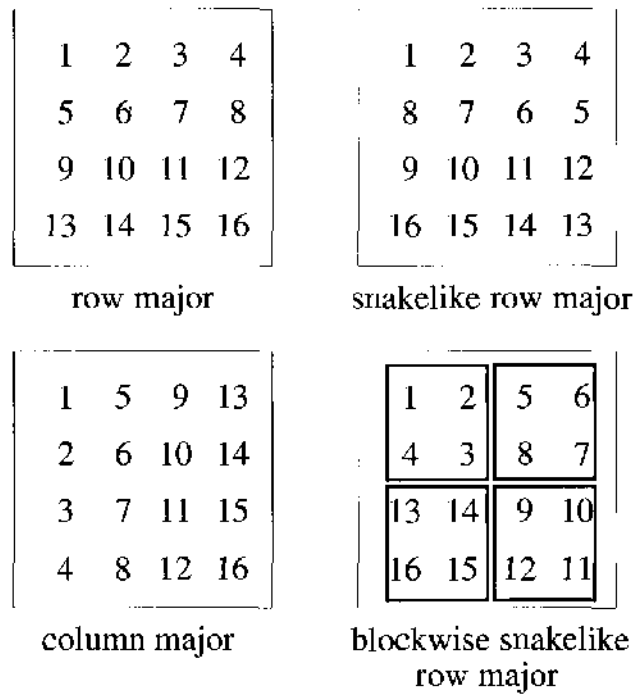 1 2 3 4
5 6 7 8
9 10 11 12
13 14 15 16
row major
1 2 3 4
8 7 6 5
9 10 11 12
16 15 14 13
snakelike row major
1 5 9 13
2 6 10 14
3 7 11 15
4 8 12 16
column major
1 2 5 6
4 3 8 7
13 14 9 10
16 15 12 11
blockwise snakelike
row major